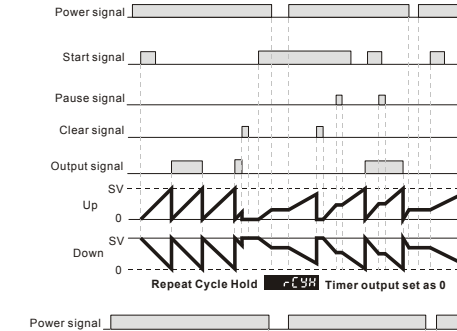 Power signal
Start signal
Pause signal
Clear signal
Output signal
SV
Up
0
SV
Down
0
Repeat Cycle Hold rCYH Timer output set as 0
Power signal